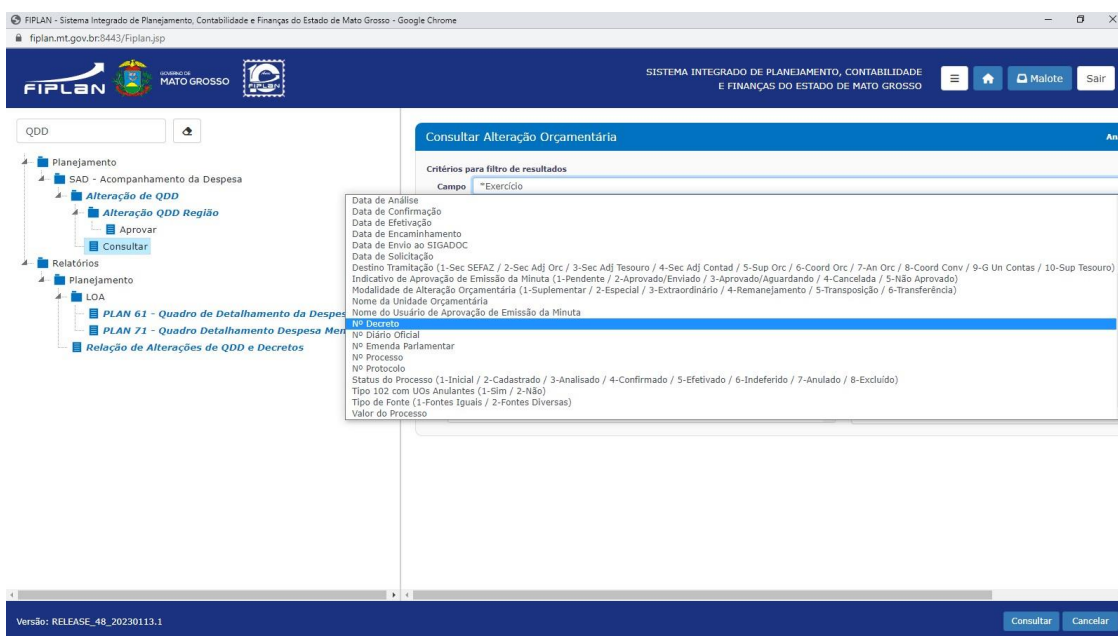 FIPLAN - Sistema Integrado de Planejamento, Contabilidade e Finanças do Estado de Mato Grosso - Google Chrome
fiplan.mt.gov.br:8443/Fiplan.jsp
FIPLAN
GOVERNO DE
MATO GROSSO
FIPLAN
SISTEMA INTEGRADO DE PLANEJAMENTO, CONTABILIDADE
E FINANÇAS DO ESTADO DE MATO GROSSO
Malote
Sair
QDD
Planejamento
SAD - Acompanhamento da Despesa
Alteração de QDD
Alteração QDD Região
Aprovar
Consultar
Relatórios
Planejamento
LOA
PLAN 61 - Quadro de Detalhamento da Despes
PLAN 71 - Quadro Detalhamento Despesa Men
Relação de Alterações de QDD e Decretos
Consultar Alteração Orçamentária
An
Critérios para filtro de resultados
Campo
*Exercício
Data de Análise
Data de Confirmação
Data de Efetivação
Data de Encaminhamento
Data de Envio ao SIGADOC
Data de Solicitação
Destino Tramitação (1-Sec SEFAZ / 2-Sec Adj Orc / 3-Sec Adj Tesouro / 4-Sec Adj Contad / 5-Sup Orc / 6-Coord Orc / 7-An Orc / 8-Coord Conv / 9-G Un Contas / 10-Sup Tesouro)
Indicativo de Aprovação de Emissão da Minuta (1-Pendente / 2-Aprovado/Enviado / 3-Aprovado/Aguardando / 4-Cancelada / 5-Não Aprovado)
Modalidade de Alteração Orçamentária (1-Suplementar / 2-Especial / 3-Extraordinário / 4-Remanejamento / 5-Transposição / 6-Transferência)
Nome da Unidade Orçamentária
Nome do Usuário de Aprovação de Emissão da Minuta
Nº Decreto
Nº Diário Oficial
Nº Emenda Parlamentar
Nº Processo
Nº Protocolo
Status do Processo (1-Inicial / 2-Cadastrado / 3-Analisado / 4-Confirmado / 5-Efetivado / 6-Indeferido / 7-Anulado / 8-Excluído)
Tipo 102 com UOs Anulantes (1-Sim / 2-Não)
Tipo de Fonte (1-Fontes Iguais / 2-Fontes Diversas)
Valor do Processo
Versão: RELEASE_48_20230113.1
Consultar
Cancelar